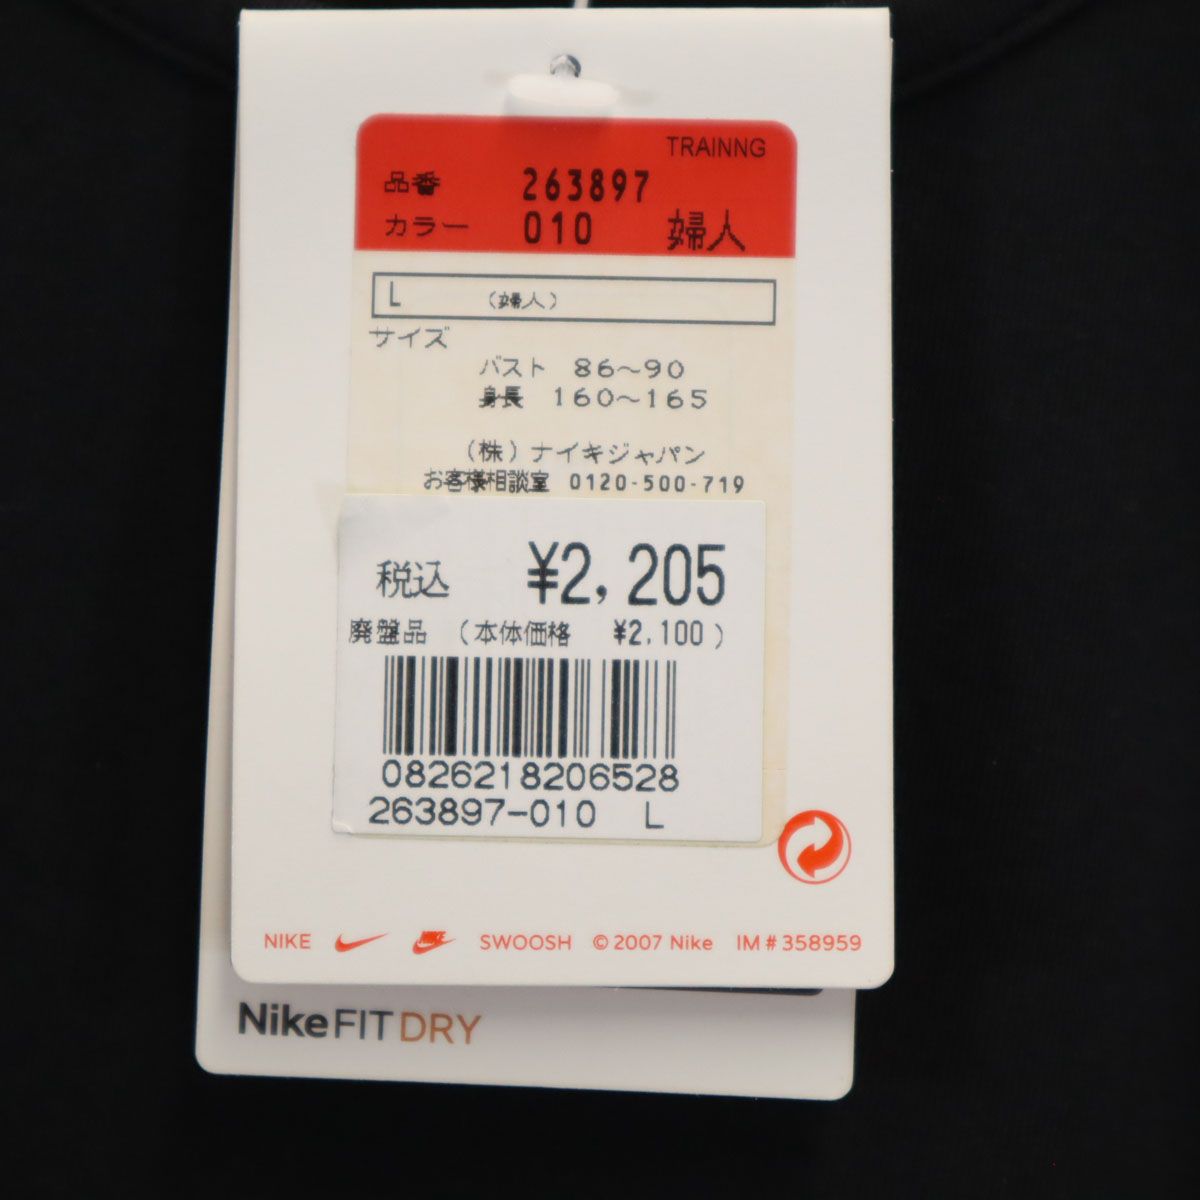 TRAINNG
品番 263897
カラー 010 婦人
L (婦人)
サイズ
バスト 86～90
身長 160～165
(株)ナイキジャパン
お客様相談室 0120-500-719
税込 ¥2,205
廃盤品 (本体価格 ¥2,100)
0826218206528
263897-010 L
NIKE SWOOSH © 2007 Nike IM # 358959
NikeFIT DRY